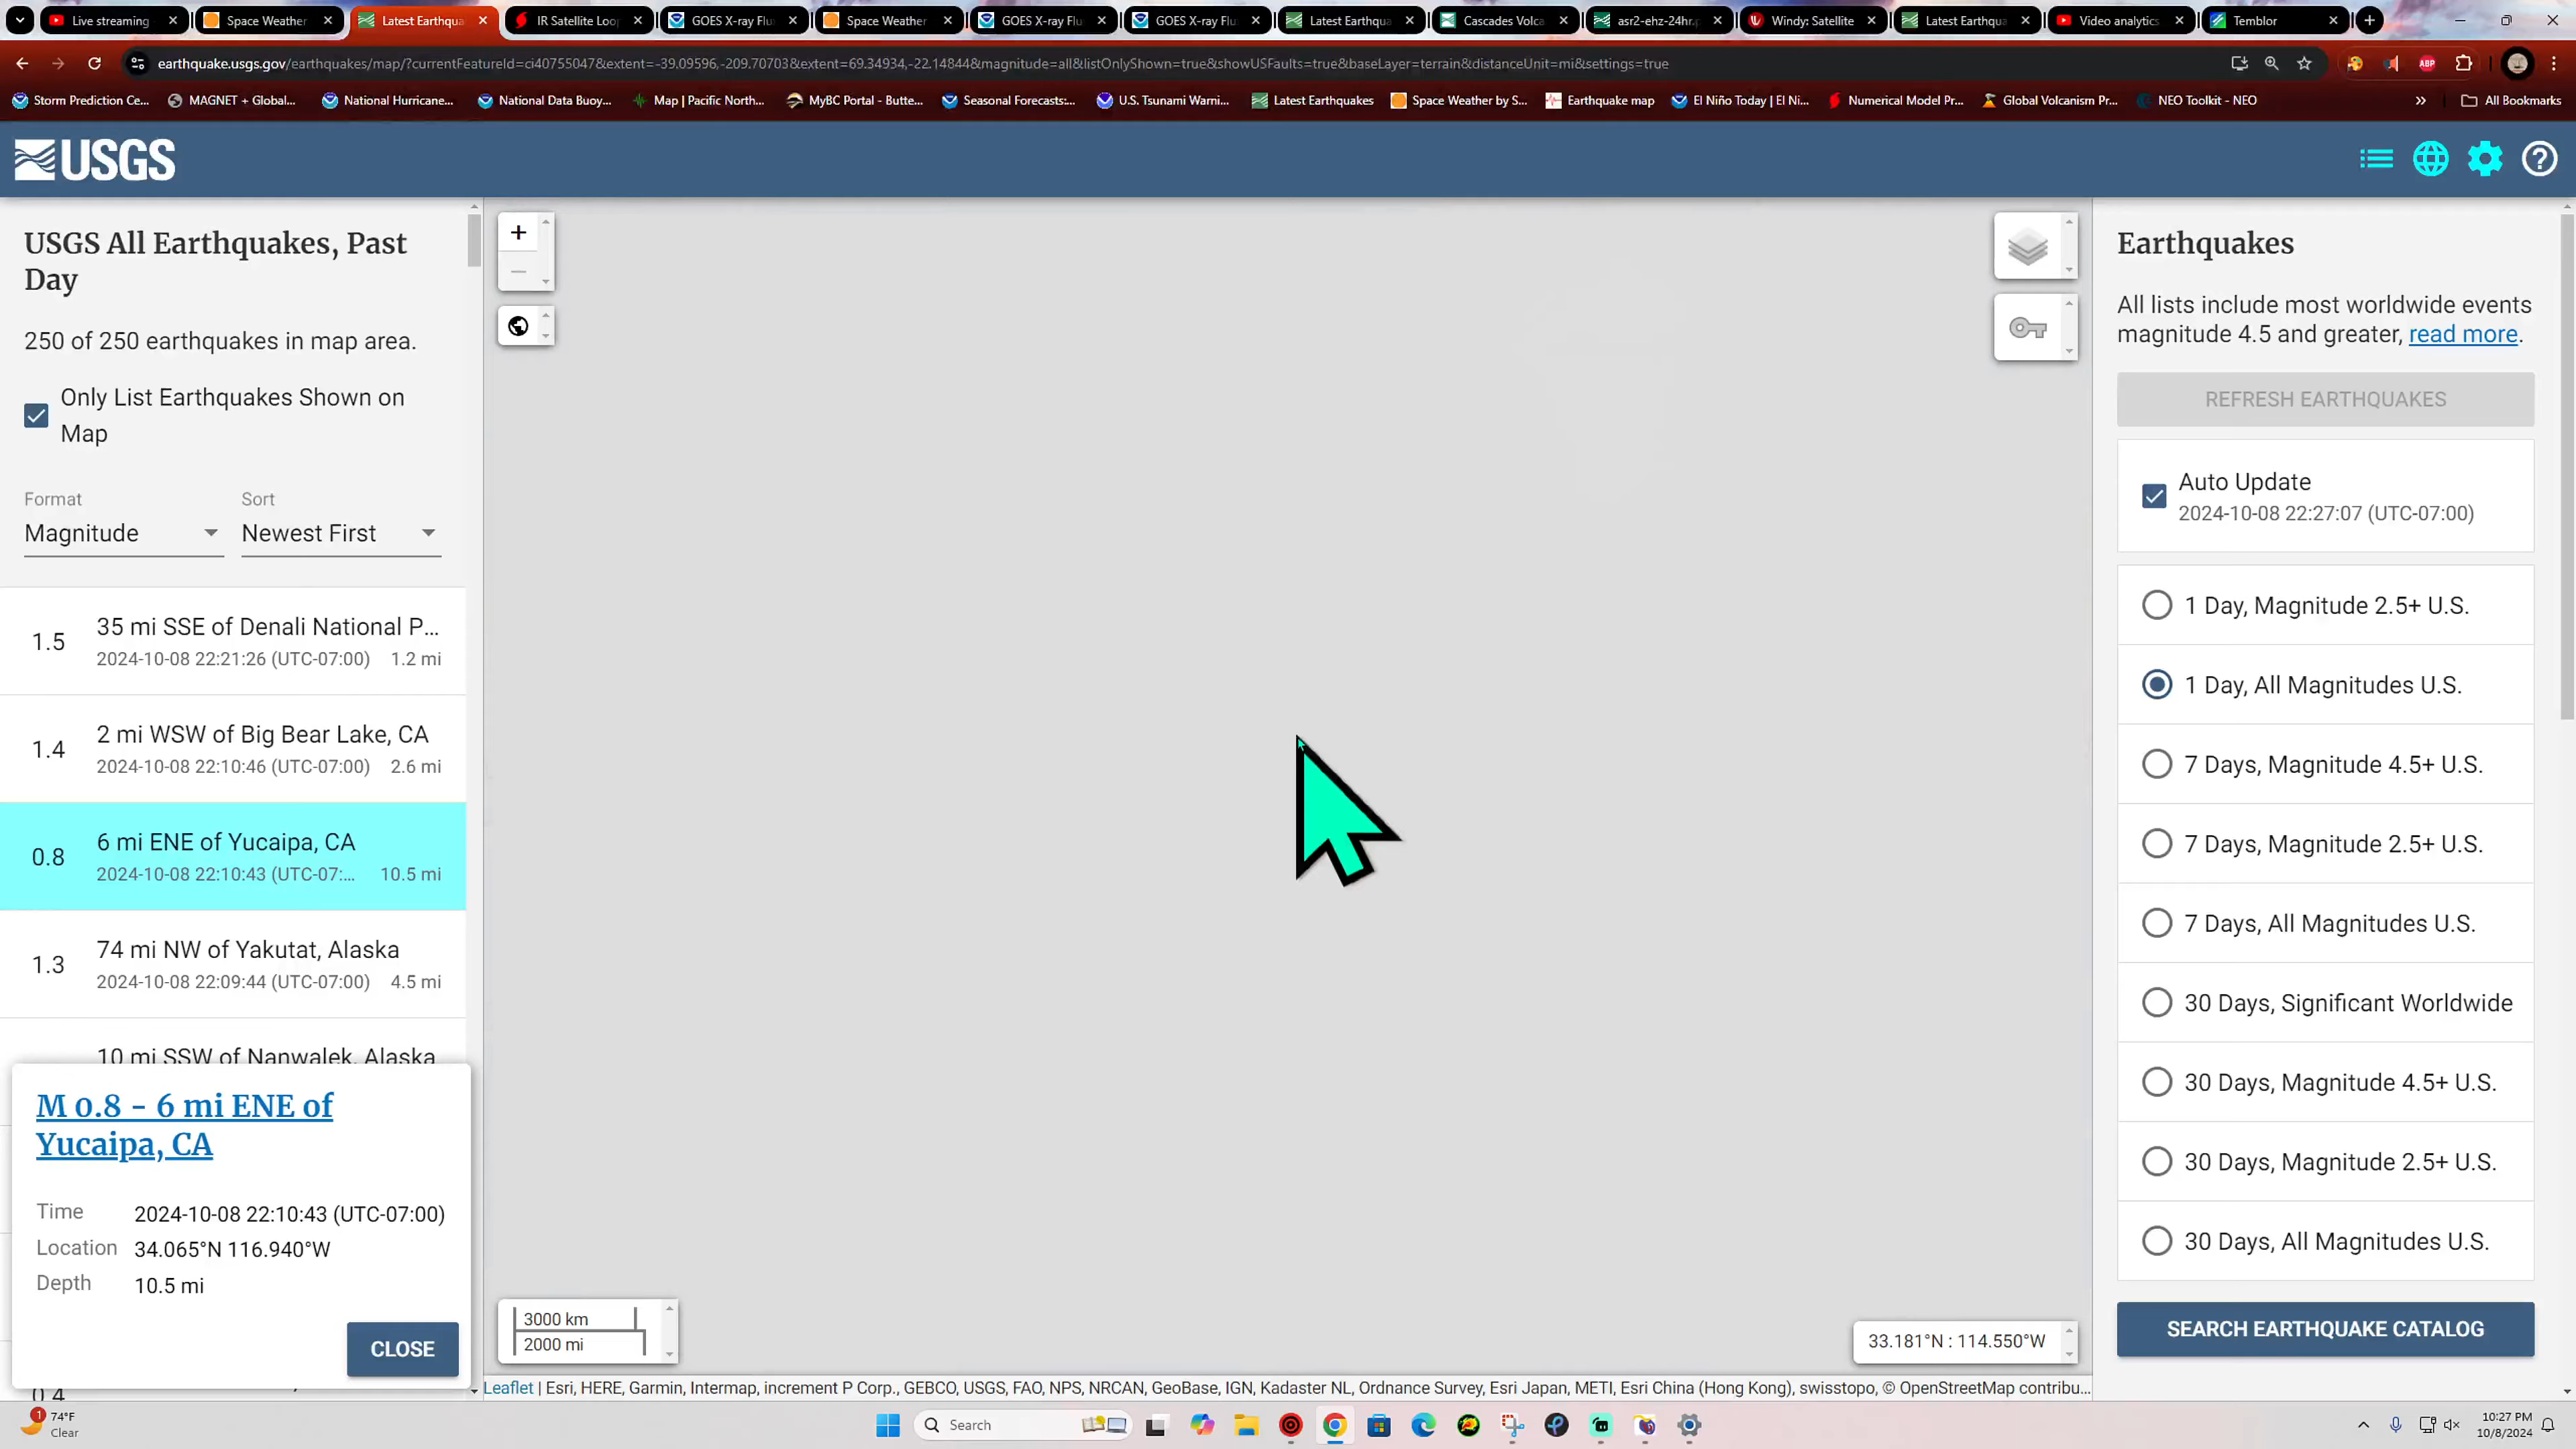 Live streaming
Space Weather
Latest Earthqua
IR Satellite Loo
GOES X-ray Flu
Space Weather
GOES X-ray Flu
GOES X-ray Flu
Latest Earthqua
Cascades Volca
asr2-ehz-24hr.p
Windy: Satellite
Latest Earthqua
Video analytics
Temblor
earthquake.usgs.gov/earthquakes/map/?currentFeatureId=ci40755047&extent=-39.09596,-209.70703&extent=69.34934,-22.14844&magnitude=all&listOnlyShown=true&showUSFaults=true&baseLayer=terrain&distanceUnit=mi&settings=true
ABP
Storm Prediction Ce...
MAGNET + Global...
National Hurricane...
National Data Buoy...
Map | Pacific North...
MyBC Portal - Butte...
Seasonal Forecasts:...
U.S. Tsunami Warni...
Latest Earthquakes
Space Weather by S...
Earthquake map
El Niño Today | El Ni...
Numerical Model Pr...
Global Volcanism Pr...
NEO Toolkit - NEO
All Bookmarks
USGS
USGS All Earthquakes, Past
Day
250 of 250 earthquakes in map area.
Only List Earthquakes Shown on
Map
Format
Sort
Magnitude
Newest First
1.5
35 mi SSE of Denali National P...
2024-10-08 22:21:26 (UTC-07:00) 1.2 mi
1.4
2 mi WSW of Big Bear Lake, CA
2024-10-08 22:10:46 (UTC-07:00) 2.6 mi
0.8
6 mi ENE of Yucaipa, CA
2024-10-08 22:10:43 (UTC-07:... 10.5 mi
1.3
74 mi NW of Yakutat, Alaska
2024-10-08 22:09:44 (UTC-07:00) 4.5 mi
10 mi SSW of Nanwalek, Alaska
M 0.8 - 6 mi ENE of
Yucaipa, CA
Time 2024-10-08 22:10:43 (UTC-07:00)
Location 34.065°N 116.940°W
Depth 10.5 mi
CLOSE
0.4
3000 km
2000 mi
33.181°N : 114.550°W
Leaflet | Esri, HERE, Garmin, Intermap, increment P Corp., GEBCO, USGS, FAO, NPS, NRCAN, GeoBase, IGN, Kadaster NL, Ordnance Survey, Esri Japan, METI, Esri China (Hong Kong), swisstopo, © OpenStreetMap contribu...
Earthquakes
All lists include most worldwide events
magnitude 4.5 and greater, read more.
REFRESH EARTHQUAKES
Auto Update
2024-10-08 22:27:07 (UTC-07:00)
1 Day, Magnitude 2.5+ U.S.
1 Day, All Magnitudes U.S.
7 Days, Magnitude 4.5+ U.S.
7 Days, Magnitude 2.5+ U.S.
7 Days, All Magnitudes U.S.
30 Days, Significant Worldwide
30 Days, Magnitude 4.5+ U.S.
30 Days, Magnitude 2.5+ U.S.
30 Days, All Magnitudes U.S.
SEARCH EARTHQUAKE CATALOG
1
74°F
Clear
Search
10:27 PM
10/8/2024